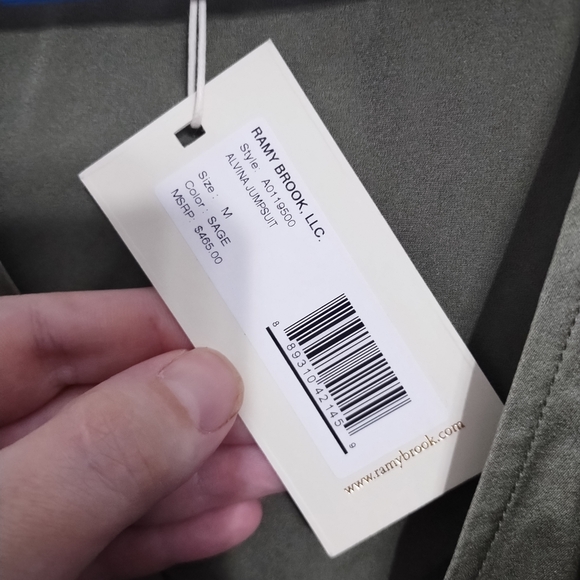 RAMY BROOK, LLC.
Style: A0119500
ALVINA JUMPSUIT
Size: M
Color: SAGE
MSRP: $465.00
8 89310 42145 9
www.ramybrook.com